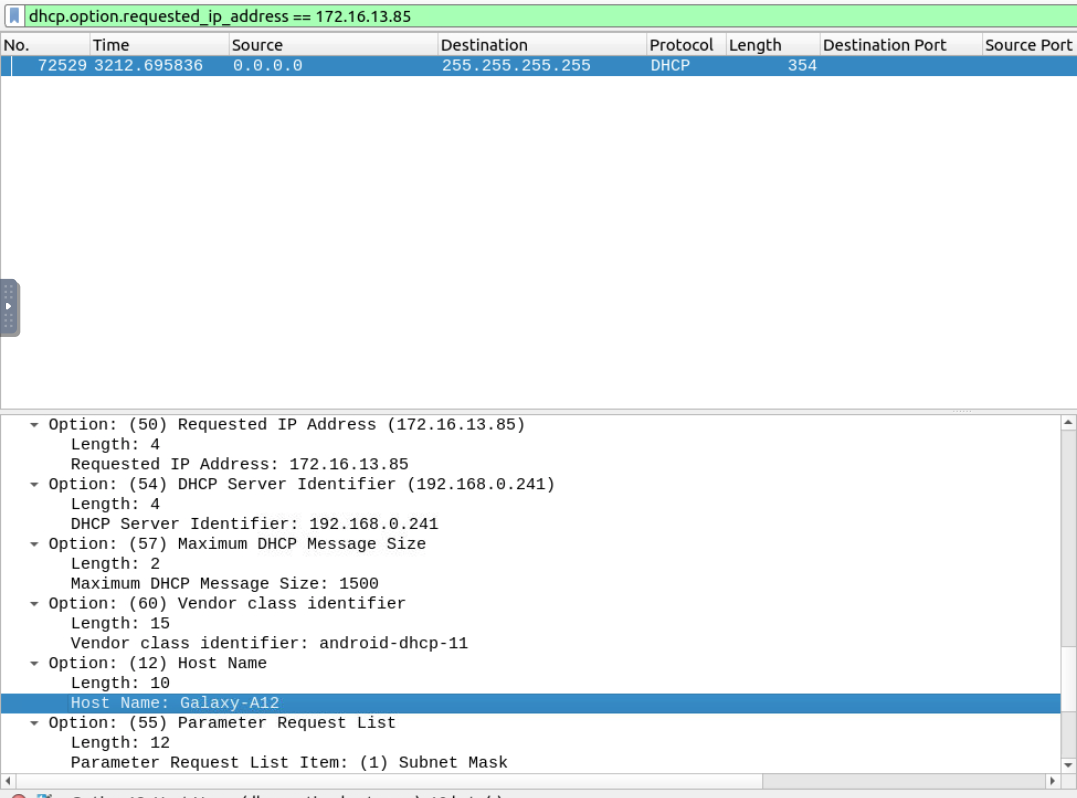 dhcp.option.requested_ip_address == 172.16.13.85
No. Time Source Destination Protocol Length Destination Port Source Port
72529 3212.695836 0.0.0.0 255.255.255.255 DHCP 354
Option: (50) Requested IP Address (172.16.13.85)
Length: 4
Requested IP Address: 172.16.13.85
Option: (54) DHCP Server Identifier (192.168.0.241)
Length: 4
DHCP Server Identifier: 192.168.0.241
Option: (57) Maximum DHCP Message Size
Length: 2
Maximum DHCP Message Size: 1500
Option: (60) Vendor class identifier
Length: 15
Vendor class identifier: android-dhcp-11
Option: (12) Host Name
Length: 10
Host Name: Galaxy-A12
Option: (55) Parameter Request List
Length: 12
Parameter Request List Item: (1) Subnet Mask